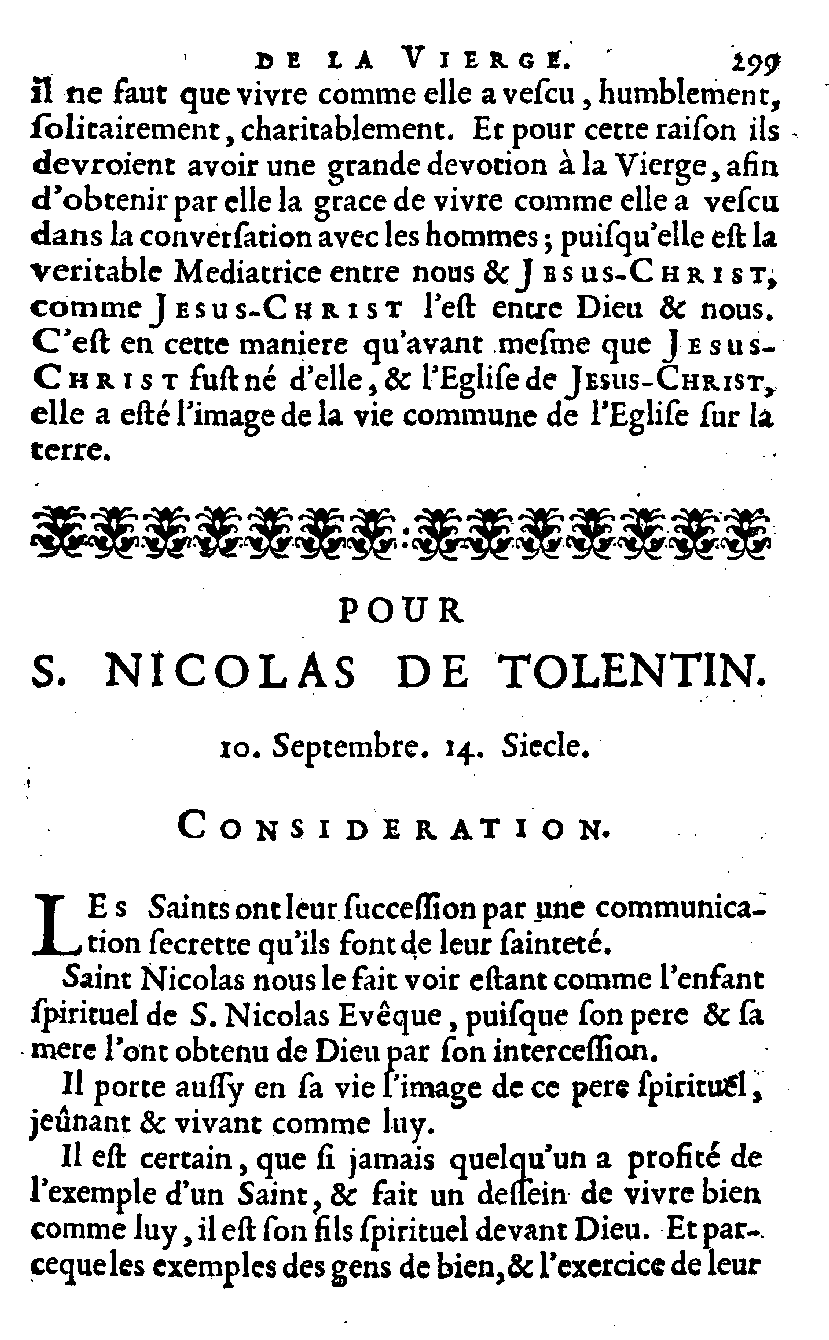 DE LA VIERGE. 299
il ne faut que vivre comme elle a veſcu, humblement,
ſolitairement, charitablement. Et pour cette raiſon ils
devroient avoir une grande devotion à la Vierge, afin
d'obtenir par elle la grace de vivre comme elle a veſcu
dans la converſation avec les hommes; puiſqu'elle eſt la
veritable Mediatrice entre nous & JESUS-CHRIST,
comme JESUS-CHRIST l'eſt entre Dieu & nous.
C'eſt en cette maniere qu'avant meſme que JESUS-
CHRIST fuſt né d'elle, & l'Egliſe de JESUS-CHRIST,
elle a eſté l'image de la vie commune de l'Egliſe ſur la
terre.
POUR
S. NICOLAS DE TOLENTIN.
10. Septembre. 14. Siecle.
CONSIDERATION.
LEs Saints ont leur ſucceſſion par une communica-
tion ſecrette qu'ils font de leur ſainteté.
Saint Nicolas nous le fait voir eſtant comme l'enfant
ſpirituel de S. Nicolas Evêque, puiſque ſon pere & ſa
mere l'ont obtenu de Dieu par ſon interceſſion.
Il porte auſſy en ſa vie l'image de ce pere ſpirituel,
jeûnant & vivant comme luy.
Il eſt certain, que ſi jamais quelqu'un a profité de
l'exemple d'un Saint, & fait un deſſein de vivre bien
comme luy, il eſt ſon fils ſpirituel devant Dieu. Et par-
ceque les exemples des gens de bien, & l'exercice de leur